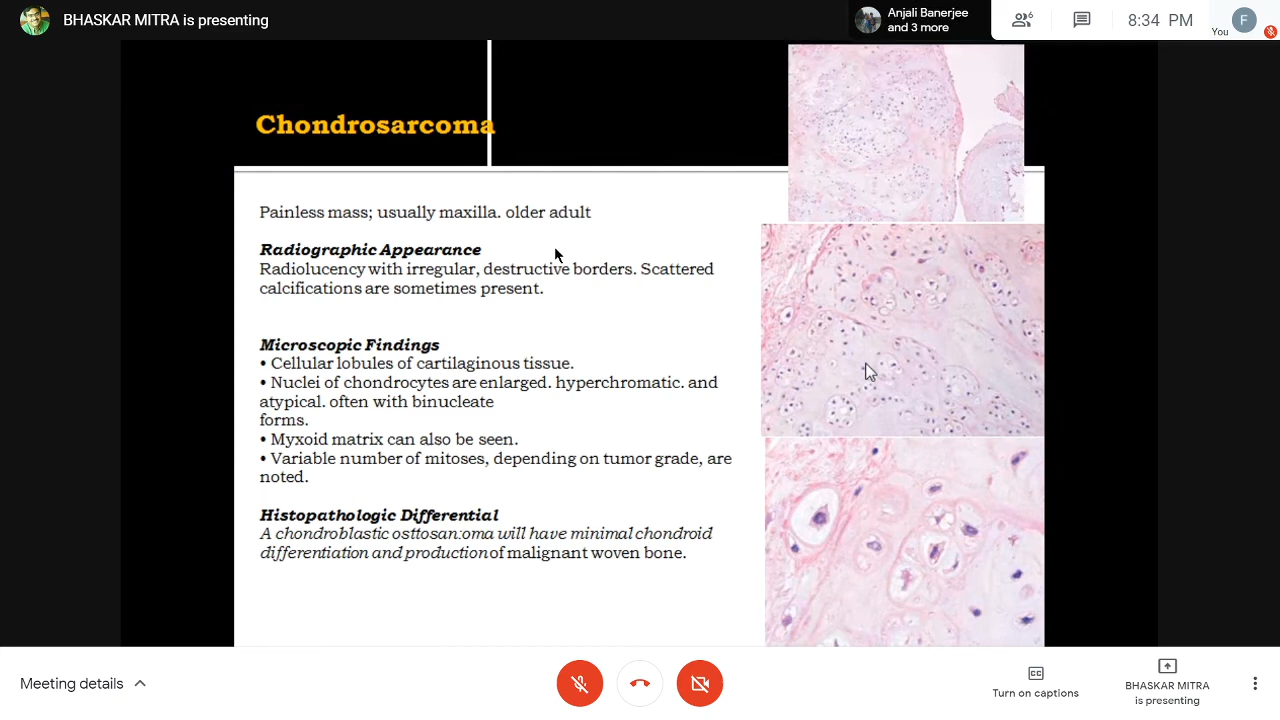 BHASKAR MITRA is presenting
Anjali Banerjee
and 3 more
6
8:34 PM
You
F
Chondrosarcoma
Painless mass; usually maxilla. older adult
Radiographic Appearance
Radiolucency with irregular, destructive borders. Scattered
calcifications are sometimes present.
Microscopic Findings
• Cellular lobules of cartilaginous tissue.
• Nuclei of chondrocytes are enlarged. hyperchromatic. and
atypical. often with binucleate
forms.
• Myxoid matrix can also be seen.
• Variable number of mitoses, depending on tumor grade, are
noted.
Histopathologic Differential
A chondroblastic osttosan:oma will have minimal chondroid
differentiation and production of malignant woven bone.
Meeting details
CC
Turn on captions
BHASKAR MITRA
is presenting